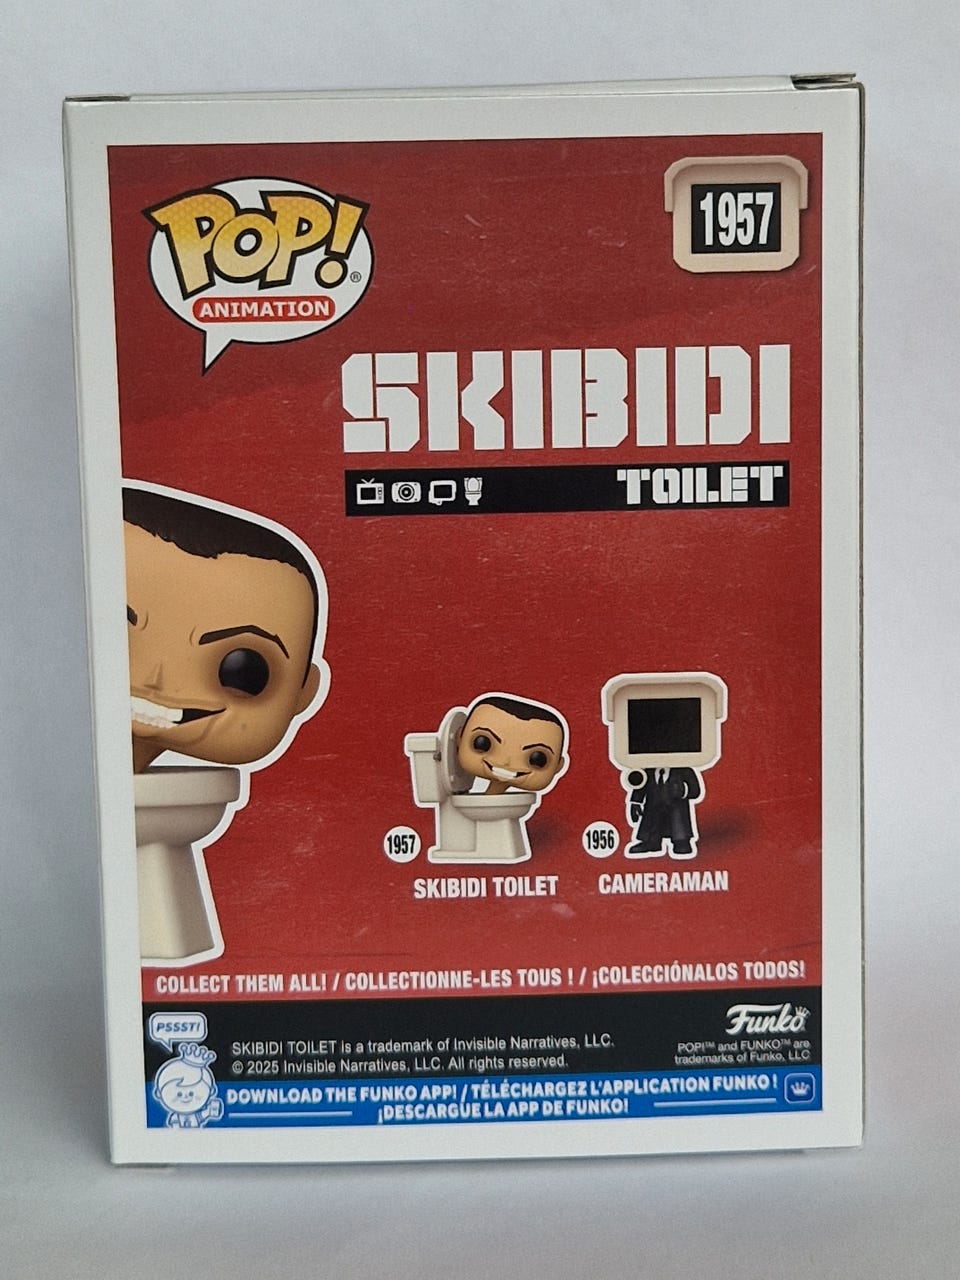 POP!®
ANIMATION
1957
SKIBIDI
TOILET
1957
SKIBIDI TOILET
1956
CAMERAMAN
COLLECT THEM ALL! / COLLECTIONNE-LES TOUS ! / ¡COLECCIÓNALOS TODOS!
PSSST!
SKIBIDI TOILET is a trademark of Invisible Narratives, LLC.
© 2025 Invisible Narratives, LLC. All rights reserved.
Funko
POP!™ and FUNKO™ are
trademarks of Funko, LLC
DOWNLOAD THE FUNKO APP! / TÉLÉCHARGEZ L'APPLICATION FUNKO !
¡DESCARGUE LA APP DE FUNKO!